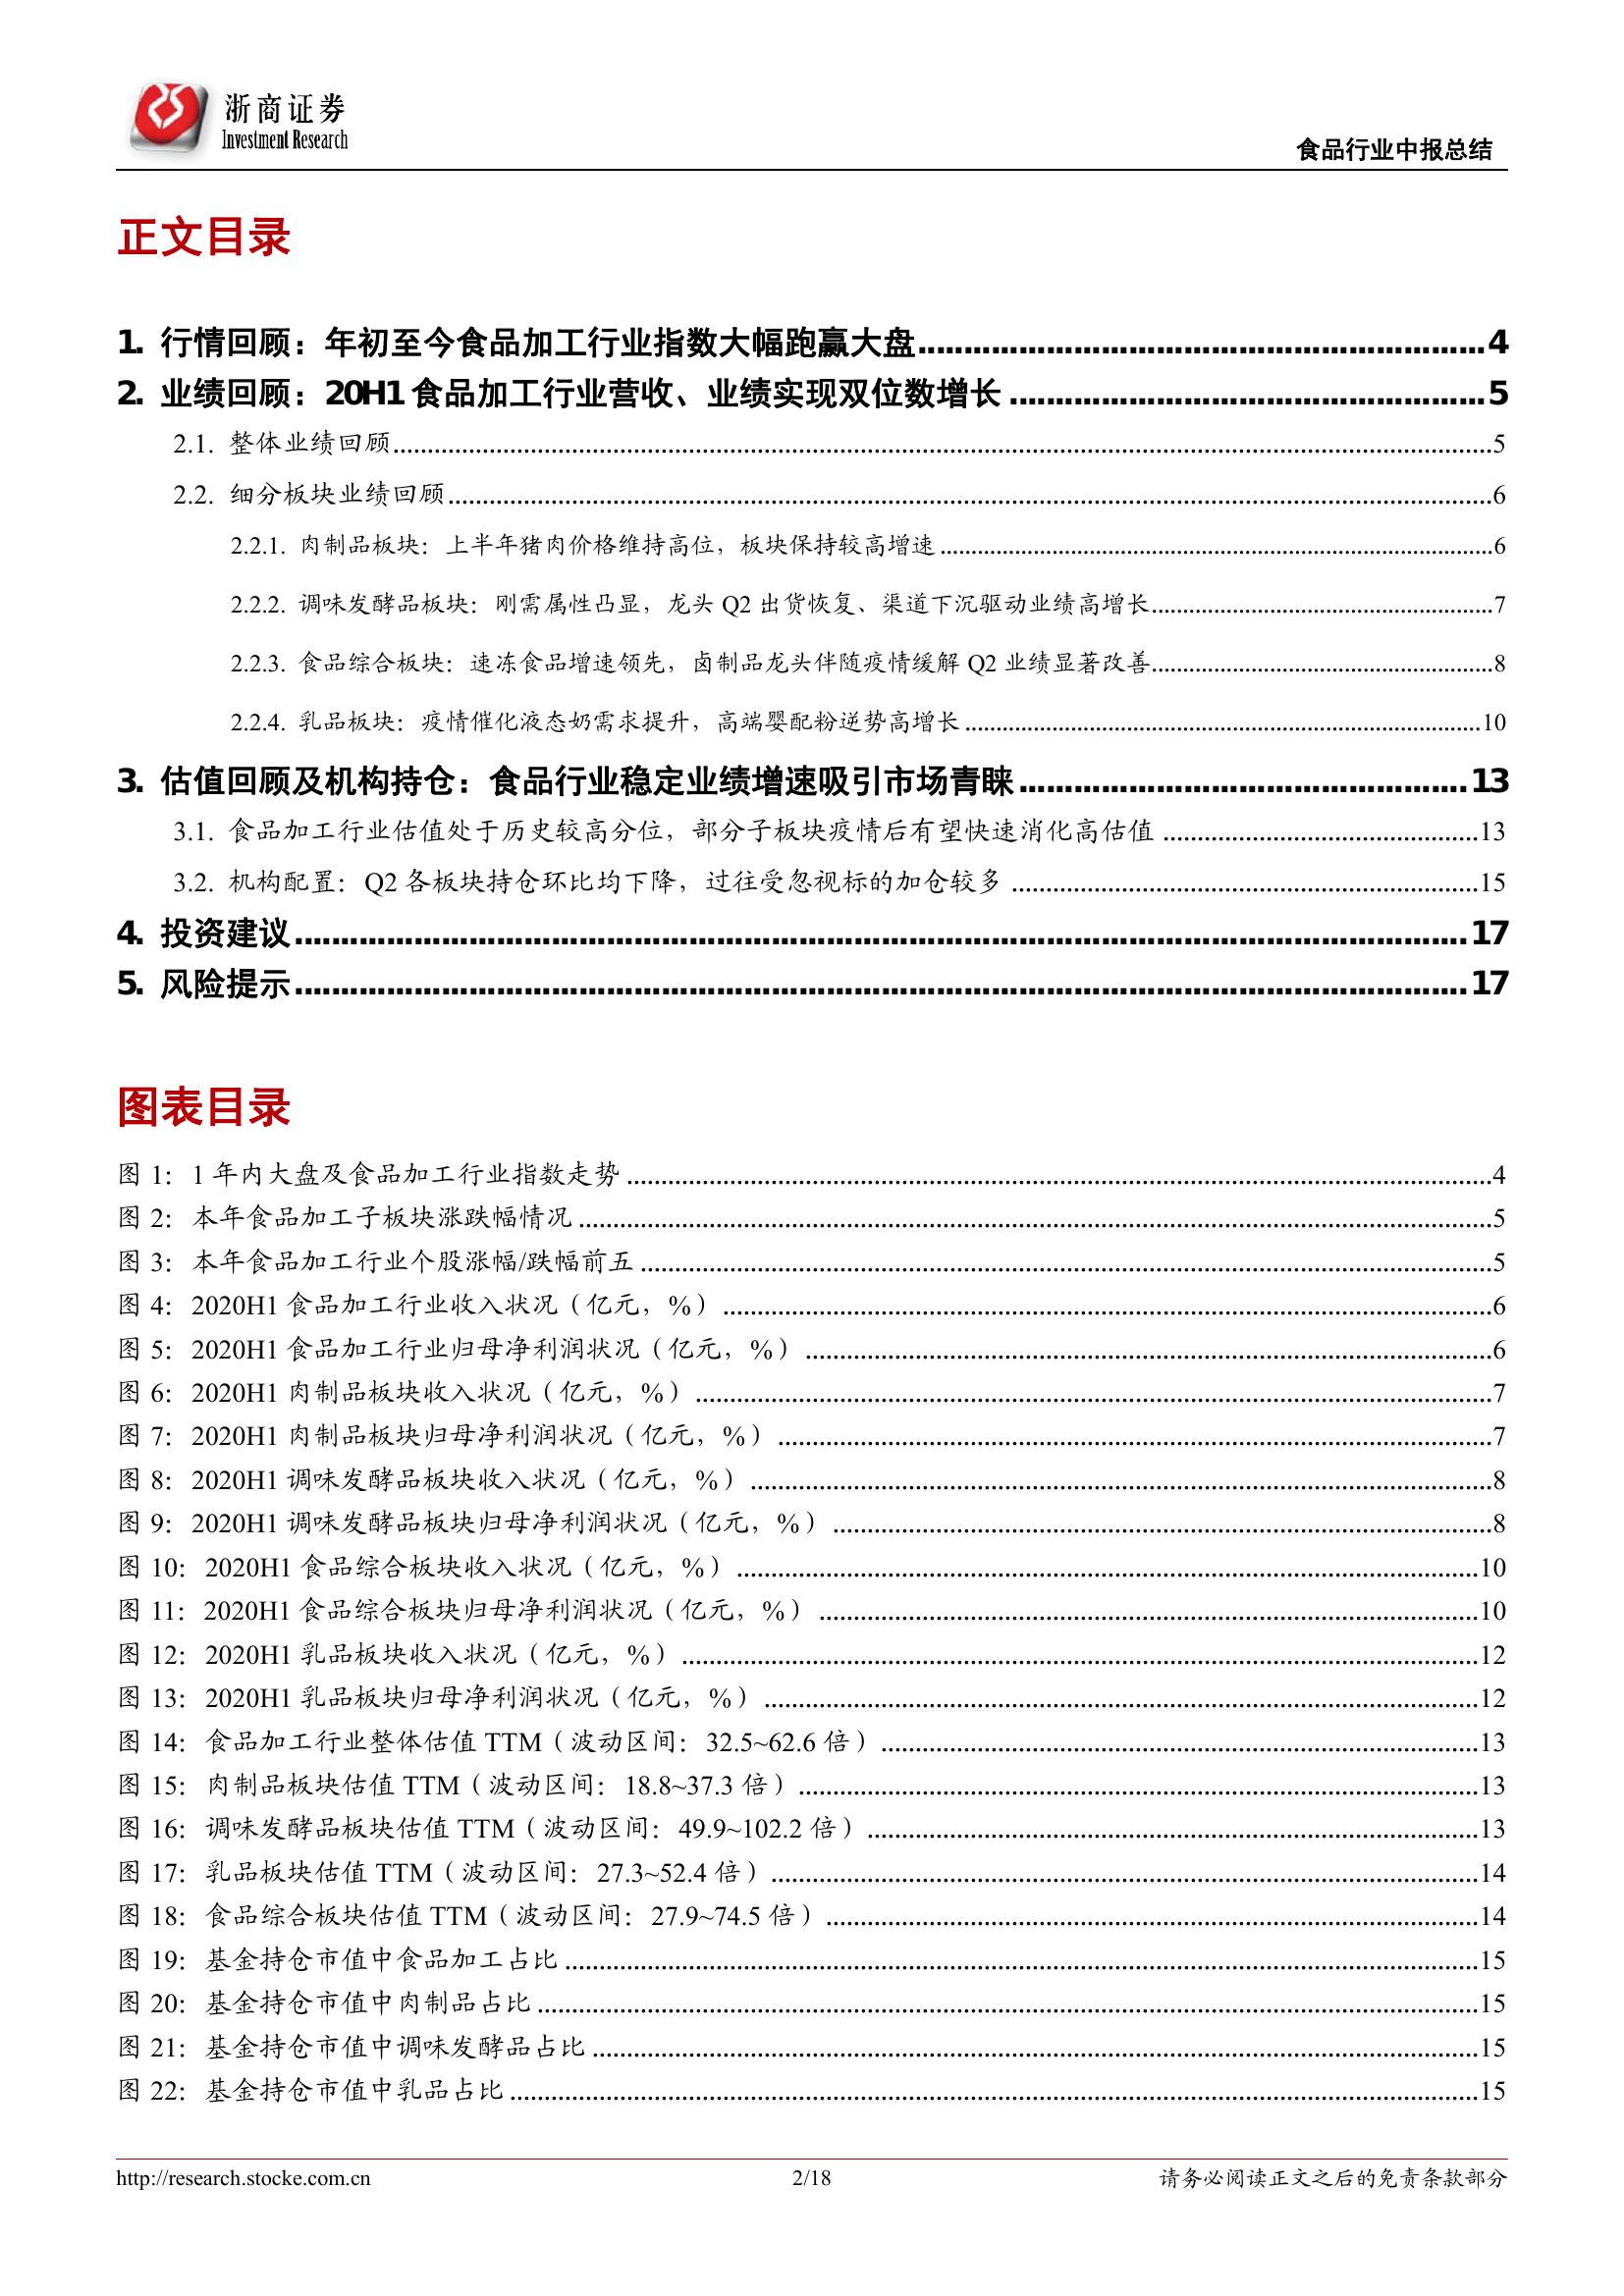 浙商证券
Investment Research
食品行业中报总结
正文目录
1. 行情回顾：年初至今食品加工行业指数大幅跑赢大盘 4
2. 业绩回顾：20H1 食品加工行业营收、业绩实现双位数增长 5
2.1. 整体业绩回顾 5
2.2. 细分板块业绩回顾 6
2.2.1. 肉制品板块：上半年猪肉价格维持高位，板块保持较高增速 6
2.2.2. 调味发酵品板块：刚需属性凸显，龙头 Q2 出货恢复、渠道下沉驱动业绩高增长 7
2.2.3. 食品综合板块：速冻食品增速领先，卤制品龙头伴随疫情缓解 Q2 业绩显著改善 8
2.2.4. 乳品板块：疫情催化液态奶需求提升，高端婴配粉逆势高增长 10
3. 估值回顾及机构持仓：食品行业稳定业绩增速吸引市场青睐 13
3.1. 食品加工行业估值处于历史较高分位，部分子板块疫情后有望快速消化高估值 13
3.2. 机构配置：Q2 各板块持仓环比均下降，过往受忽视标的加仓较多 15
4. 投资建议 17
5. 风险提示 17
图表目录
图 1：1 年内大盘及食品加工行业指数走势 4
图 2：本年食品加工子板块涨跌幅情况 5
图 3：本年食品加工行业个股涨幅/跌幅前五 5
图 4：2020H1 食品加工行业收入状况（亿元，%） 6
图 5：2020H1 食品加工行业归母净利润状况（亿元，%） 6
图 6：2020H1 肉制品板块收入状况（亿元，%） 7
图 7：2020H1 肉制品板块归母净利润状况（亿元，%） 7
图 8：2020H1 调味发酵品板块收入状况（亿元，%） 8
图 9：2020H1 调味发酵品板块归母净利润状况（亿元，%） 8
图 10：2020H1 食品综合板块收入状况（亿元，%） 10
图 11：2020H1 食品综合板块归母净利润状况（亿元，%） 10
图 12：2020H1 乳品板块收入状况（亿元，%） 12
图 13：2020H1 乳品板块归母净利润状况（亿元，%） 12
图 14：食品加工行业整体估值 TTM（波动区间：32.5~62.6 倍） 13
图 15：肉制品板块估值 TTM（波动区间：18.8~37.3 倍） 13
图 16：调味发酵品板块估值 TTM（波动区间：49.9~102.2 倍） 13
图 17：乳品板块估值 TTM（波动区间：27.3~52.4 倍） 14
图 18：食品综合板块估值 TTM（波动区间：27.9~74.5 倍） 14
图 19：基金持仓市值中食品加工占比 15
图 20：基金持仓市值中肉制品占比 15
图 21：基金持仓市值中调味发酵品占比 15
图 22：基金持仓市值中乳品占比 15
http://research.stocke.com.cn
2/18
请务必阅读正文之后的免责条款部分